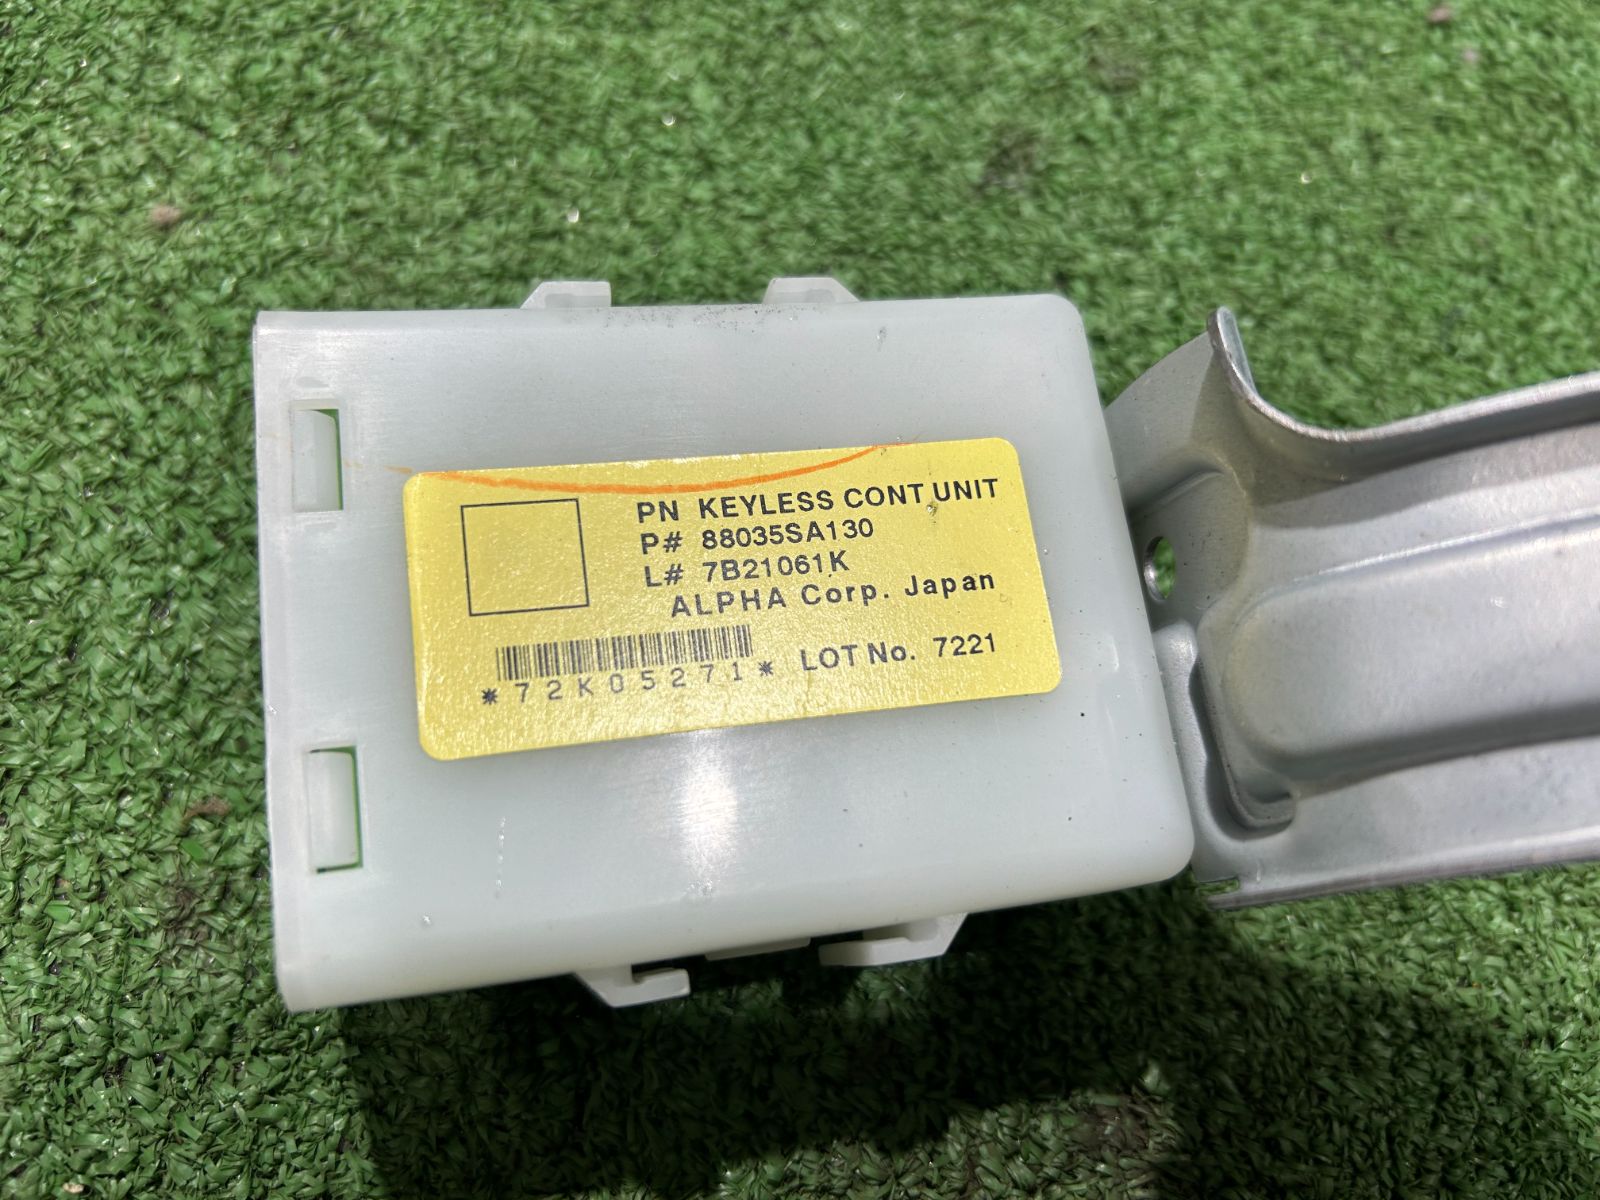 PN KEYLESS CONT UNIT
P# 88035SA130
L# 7B21061K
ALPHA Corp. Japan
*72K05271* LOT No. 7221